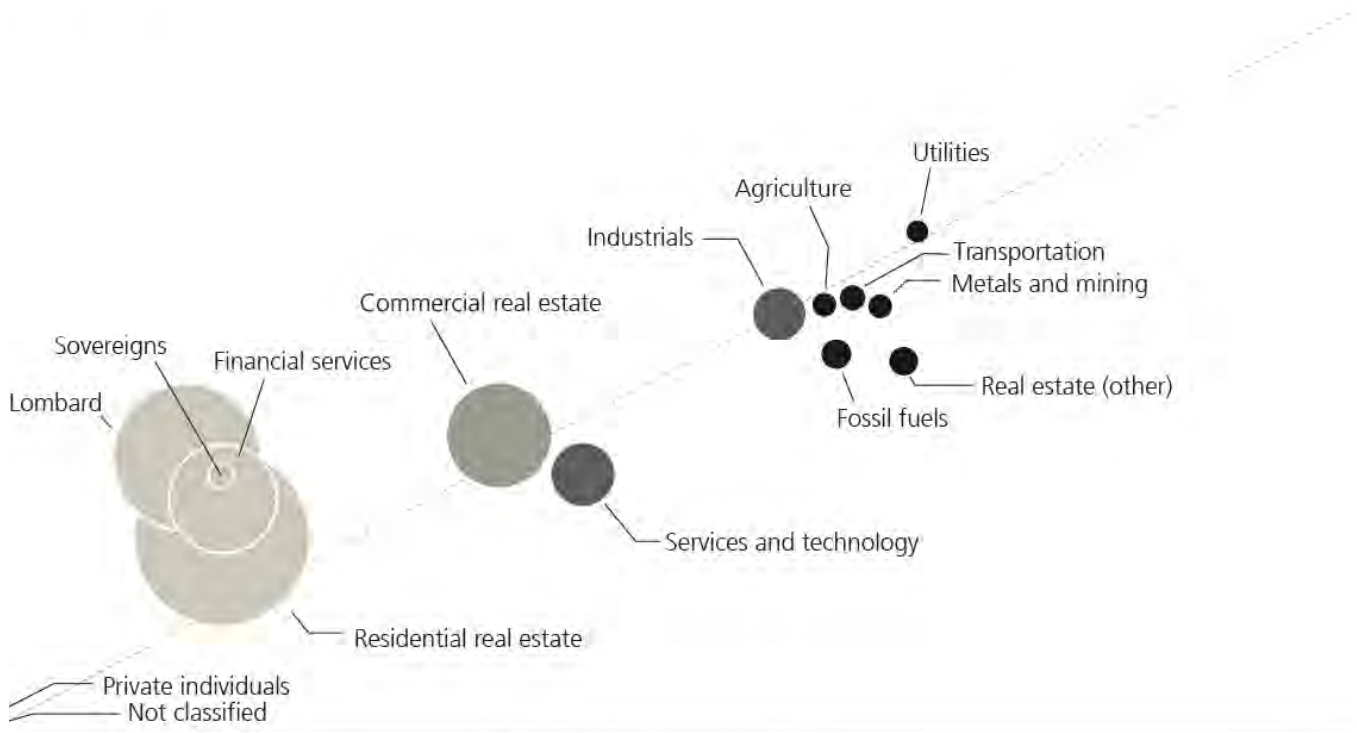 Utilities
Agriculture
Industrials
Transportation
Metals and mining
Commercial real estate
Sovereigns
Financial services
Real estate (other)
Lombard
Fossil fuels
Services and technology
Residential real estate
Private individuals
Not classified